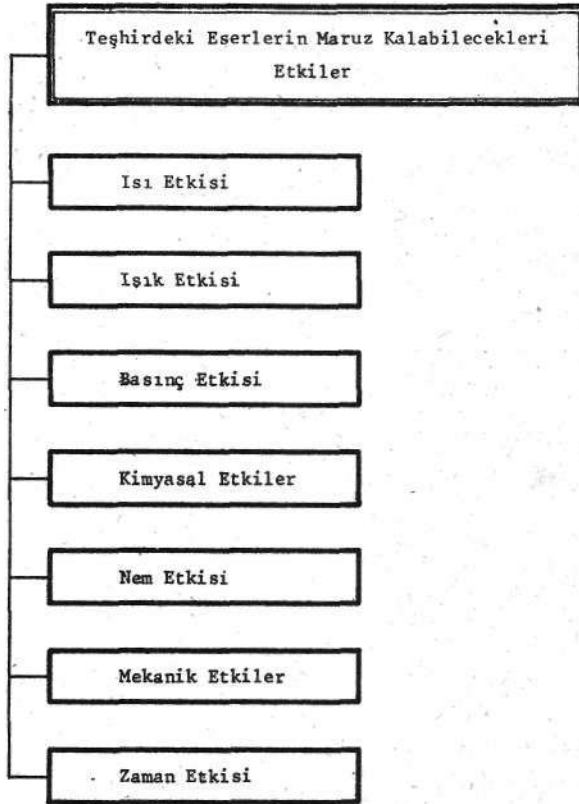 Teşhirdeki Eserlerin Maruz Kalabilecekleri
Etkiler
Isı Etkisi
Işık Etkisi
Basınç Etkisi
Kimyasal Etkiler
Nem Etkisi
Mekanik Etkiler
Zaman Etkisi